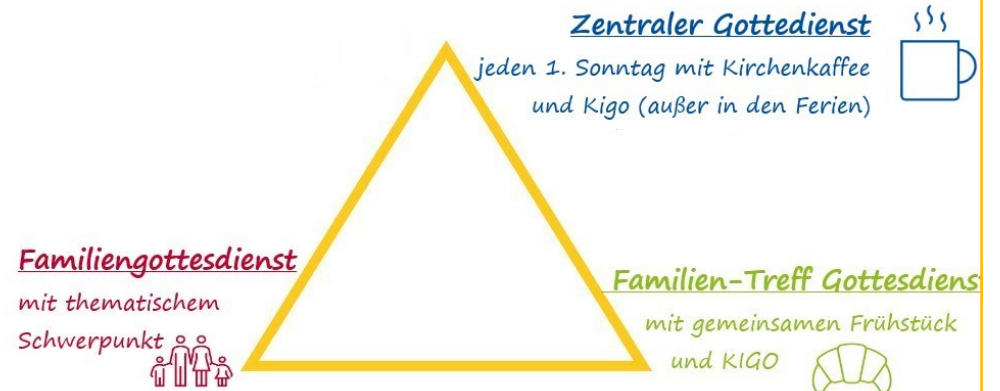 Zentraler Gottedienst
jeden 1. Sonntag mit Kirchenkaffee
und Kigo (außer in den Ferien)
Familiengottesdienst
mit thematischem
Schwerpunkt
Familien-Treff Gottesdiens
mit gemeinsamen Frühstück
und KIGO